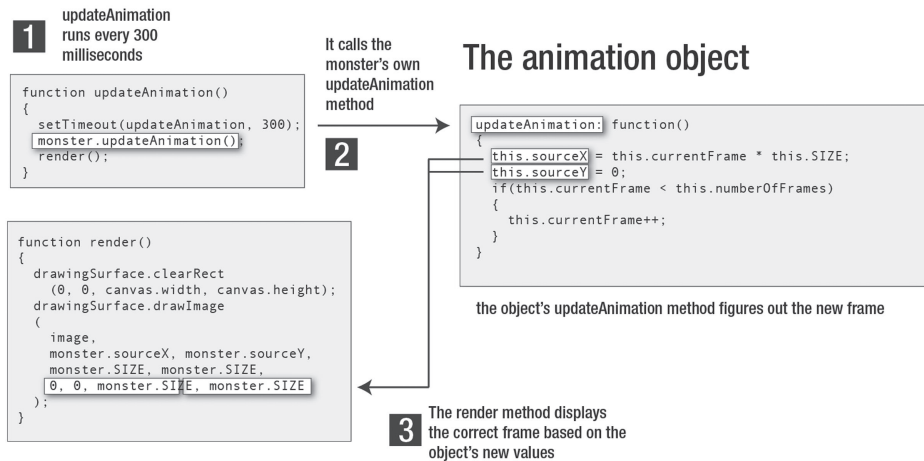 1
updateAnimation
runs every 300
milliseconds
function updateAnimation()
{
setTimeout(updateAnimation, 300);
monster.updateAnimation();
render();
}
It calls the
monster's own
updateAnimation
method
2
The animation object
updateAnimation: function()
{
this.sourceX = this.currentFrame * this.SIZE;
this.sourceY = 0;
if(this.currentFrame < this.numberOfFrames)
{
this.currentFrame++;
}
}
the object's updateAnimation method figures out the new frame
function render()
{
drawingSurface.clearRect
(0, 0, canvas.width, canvas.height);
drawingSurface.drawImage
(
image,
monster.sourceX, monster.sourceY,
monster.SIZE, monster.SIZE,
0, 0, monster.SIZE, monster.SIZE
);
}
3
The render method displays
the correct frame based on the
object's new values